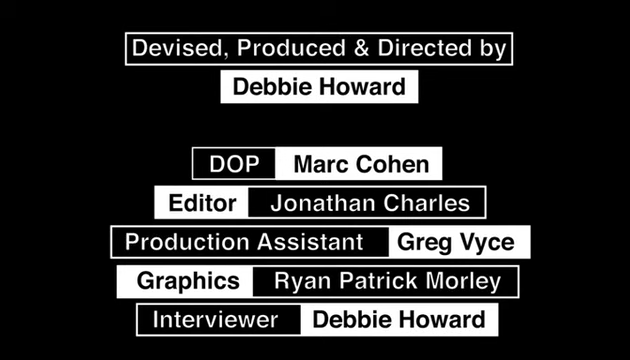 Devised, Produced & Directed by
Debbie Howard
DOP Marc Cohen
Editor Jonathan Charles
Production Assistant Greg Vyce
Graphics Ryan Patrick Morley
Interviewer Debbie Howard